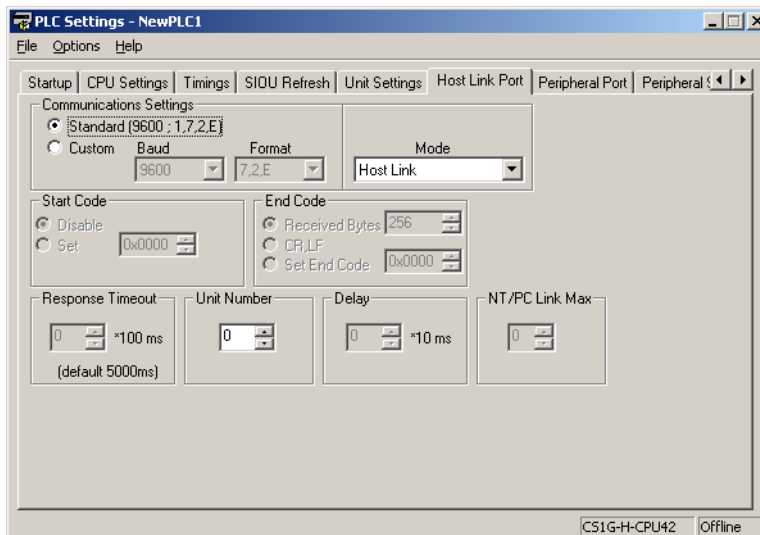 PLC Settings - NewPLC1
File Options Help
Startup CPU Settings Timings SIOU Refresh Unit Settings Host Link Port Peripheral Port Peripheral
Communications Settings
Standard (9600 ; 1,7,2,E)
Custom Baud Format Mode
9600 7,2,E Host Link
Start Code End Code
Disable Received Bytes 256
Set 0x0000 CR,LF
Set End Code 0x0000
Response Timeout Unit Number Delay NT/PC Link Max
0 *100 ms 0 0 *10 ms 0
(default 5000ms)
CS1G-H-CPU42 Offline